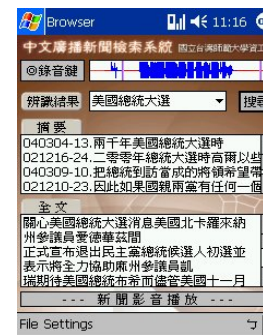 Browser 11:16
中文廣播新聞檢索系統 國立台灣師範大學資工
◎錄音鍵
辨識結果 美國總統大選 搜尋
摘要
040304-13.兩千年美國總統大選時
021216-24.二零零年總統大選時高爾以些
040309-10.把總統到訪當成的將領希望帶
021210-23.因此如果國親兩黨有任何一個
全文
關心美國總統大選消息美國北卡羅來納
州參議員愛德華茲間
正式宣布退出民主黨總統候選人初選並
表示將全力協助麻州參議員凱
瑞期待美國總統布希而儘管美國十一月
--- 新聞影音播放 ---
File Settings